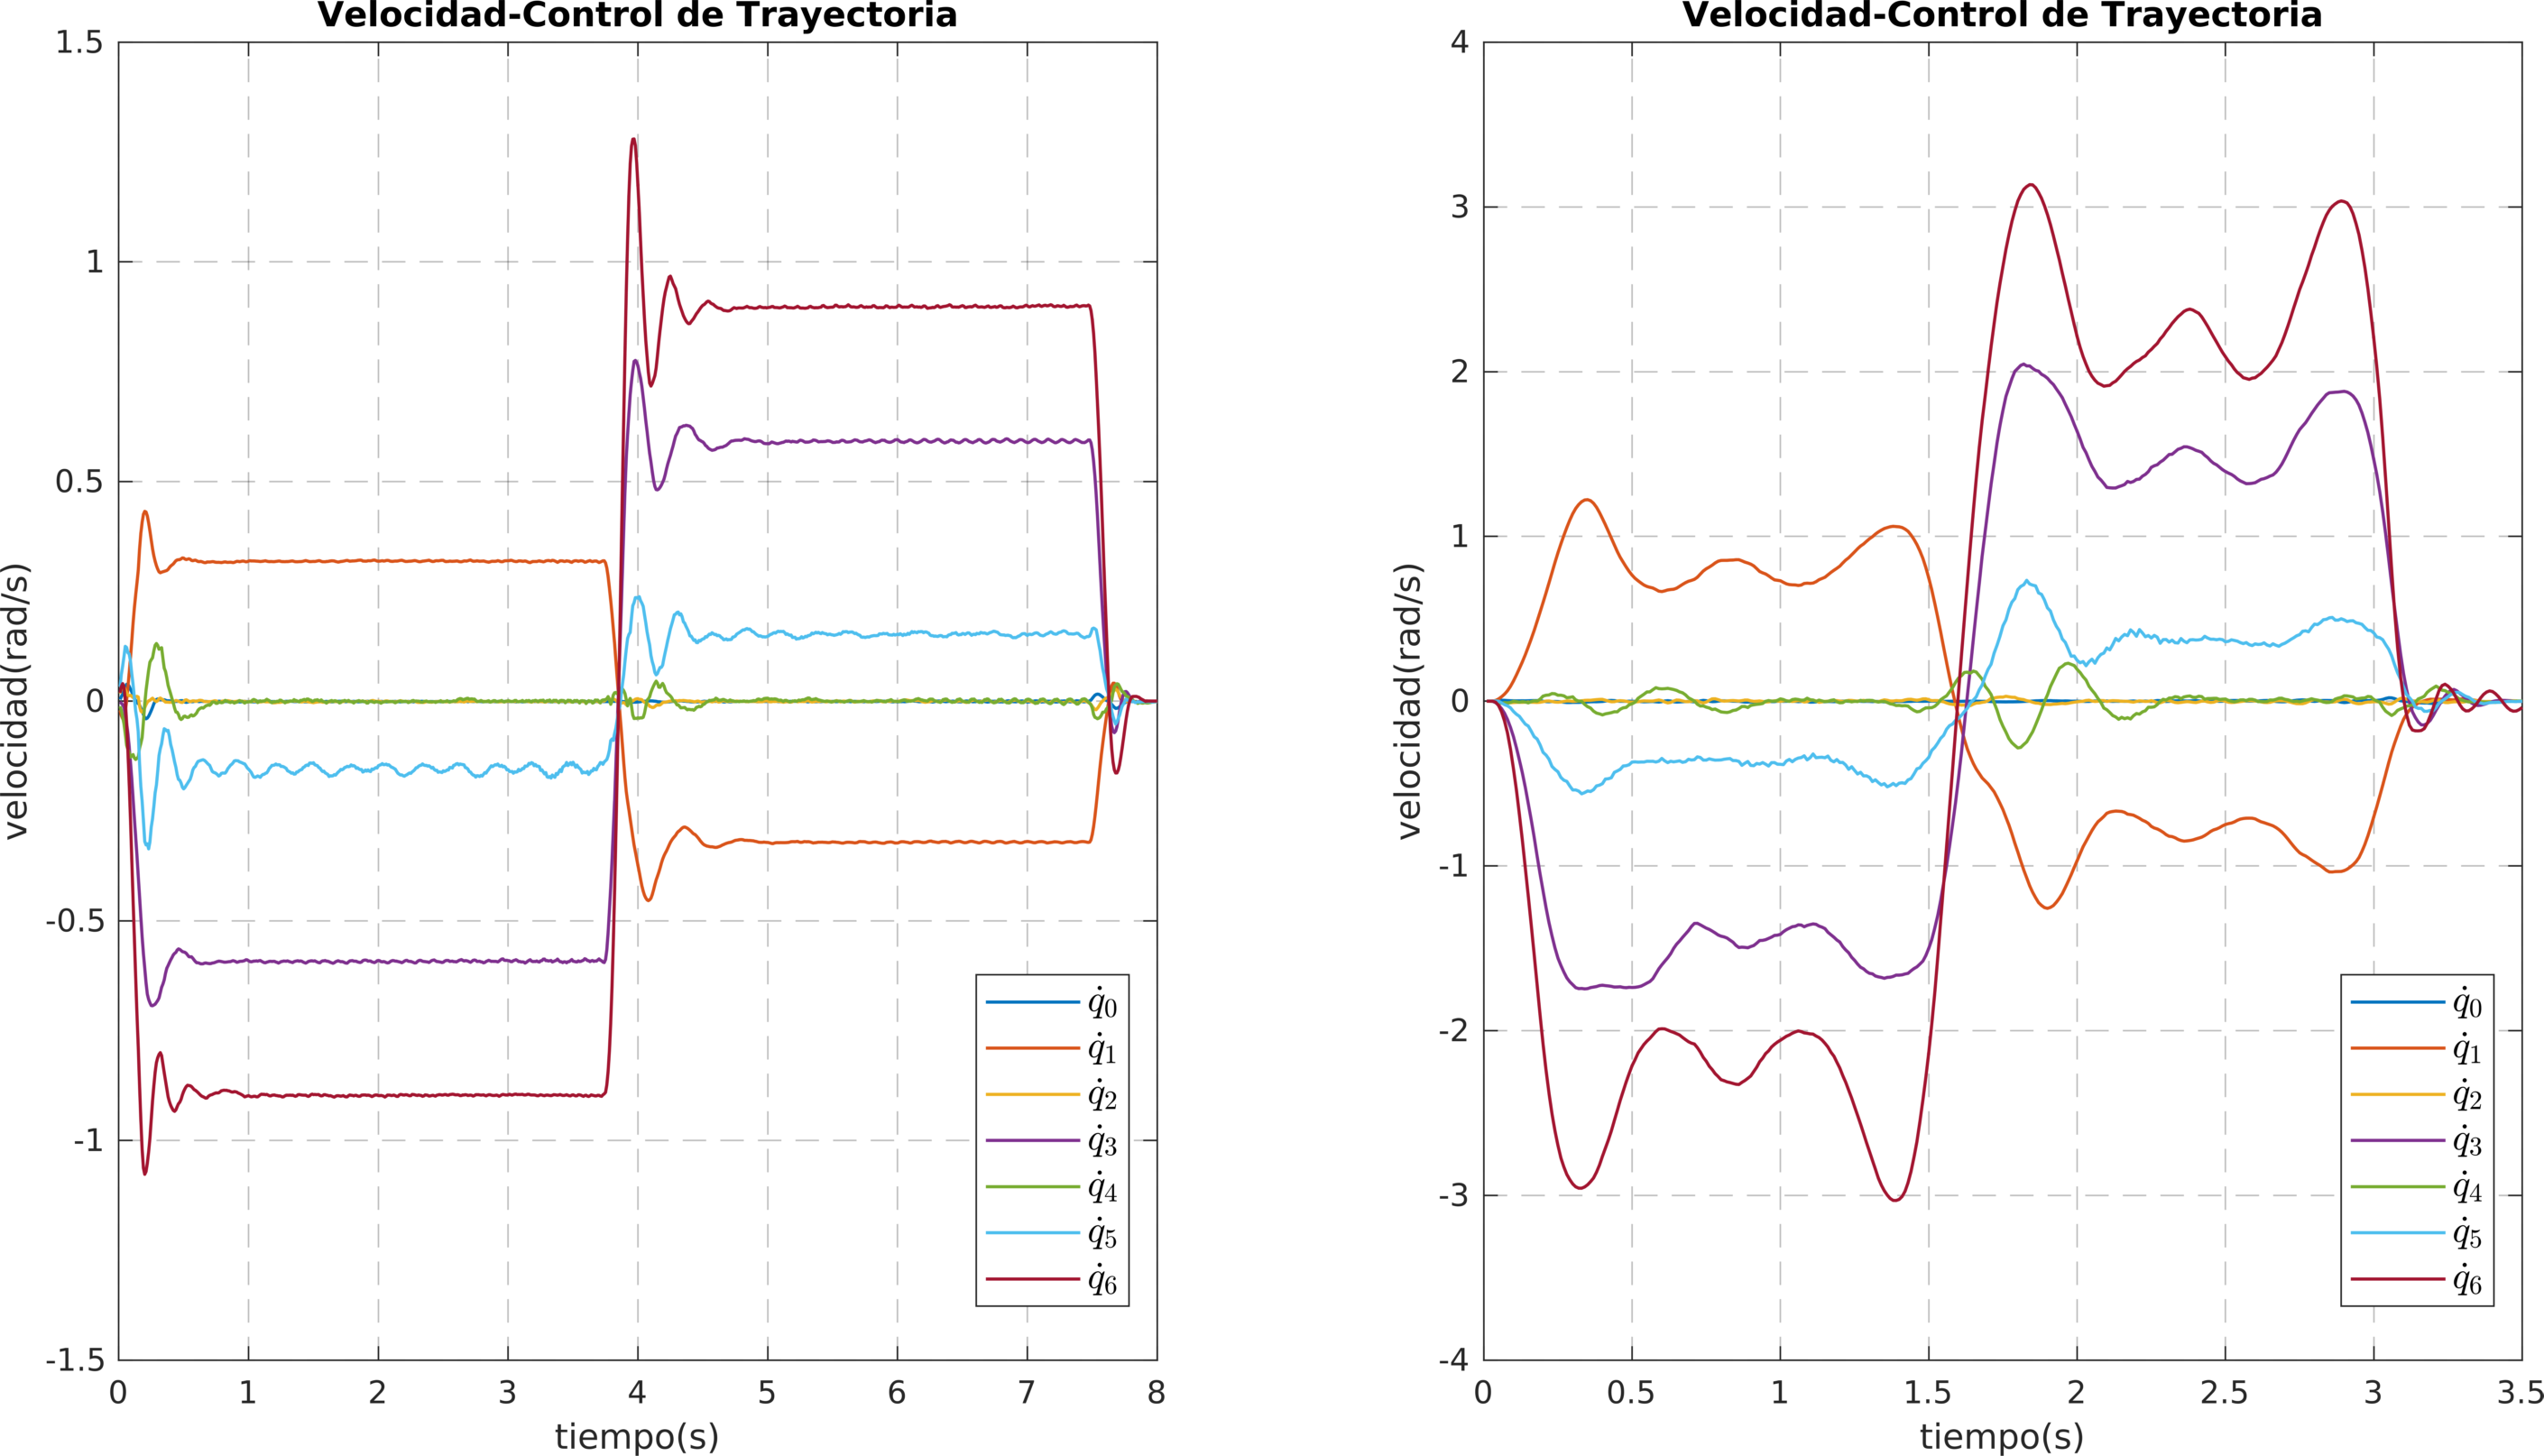 Velocidad-Control de Trayectoria
1.5
1
0.5
0
-0.5
-1
-1.5
velocidad(rad/s)
0 1 2 3 4 5 6 7 8
tiempo(s)
q̇0
q̇1
q̇2
q̇3
q̇4
q̇5
q̇6
Velocidad-Control de Trayectoria
4
3
2
1
0
-1
-2
-3
-4
velocidad(rad/s)
0 0.5 1 1.5 2 2.5 3 3.5
tiempo(s)
q̇0
q̇1
q̇2
q̇3
q̇4
q̇5
q̇6